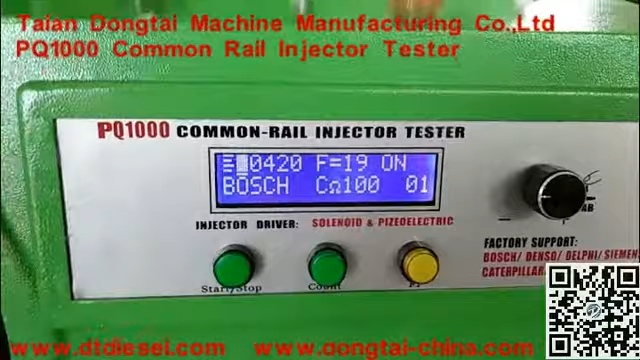 Taian Dongtai Machine Manufacturing Co.,Ltd
PQ1000 Common Rail Injector Tester
PQ1000 COMMON-RAIL INJECTOR TESTER
0420 F=19 ON
BOSCH CΩ100 01
INJECTOR DRIVER: SOLENOID & PIZEOELECTRIC
FACTORY SUPPORT:
BOSCH/ DENSO/ DELPHI/ SIEMENS
CATERPILLAR
Start/Stop
Count
www.dtdiesel.com www.dongtai-china.com